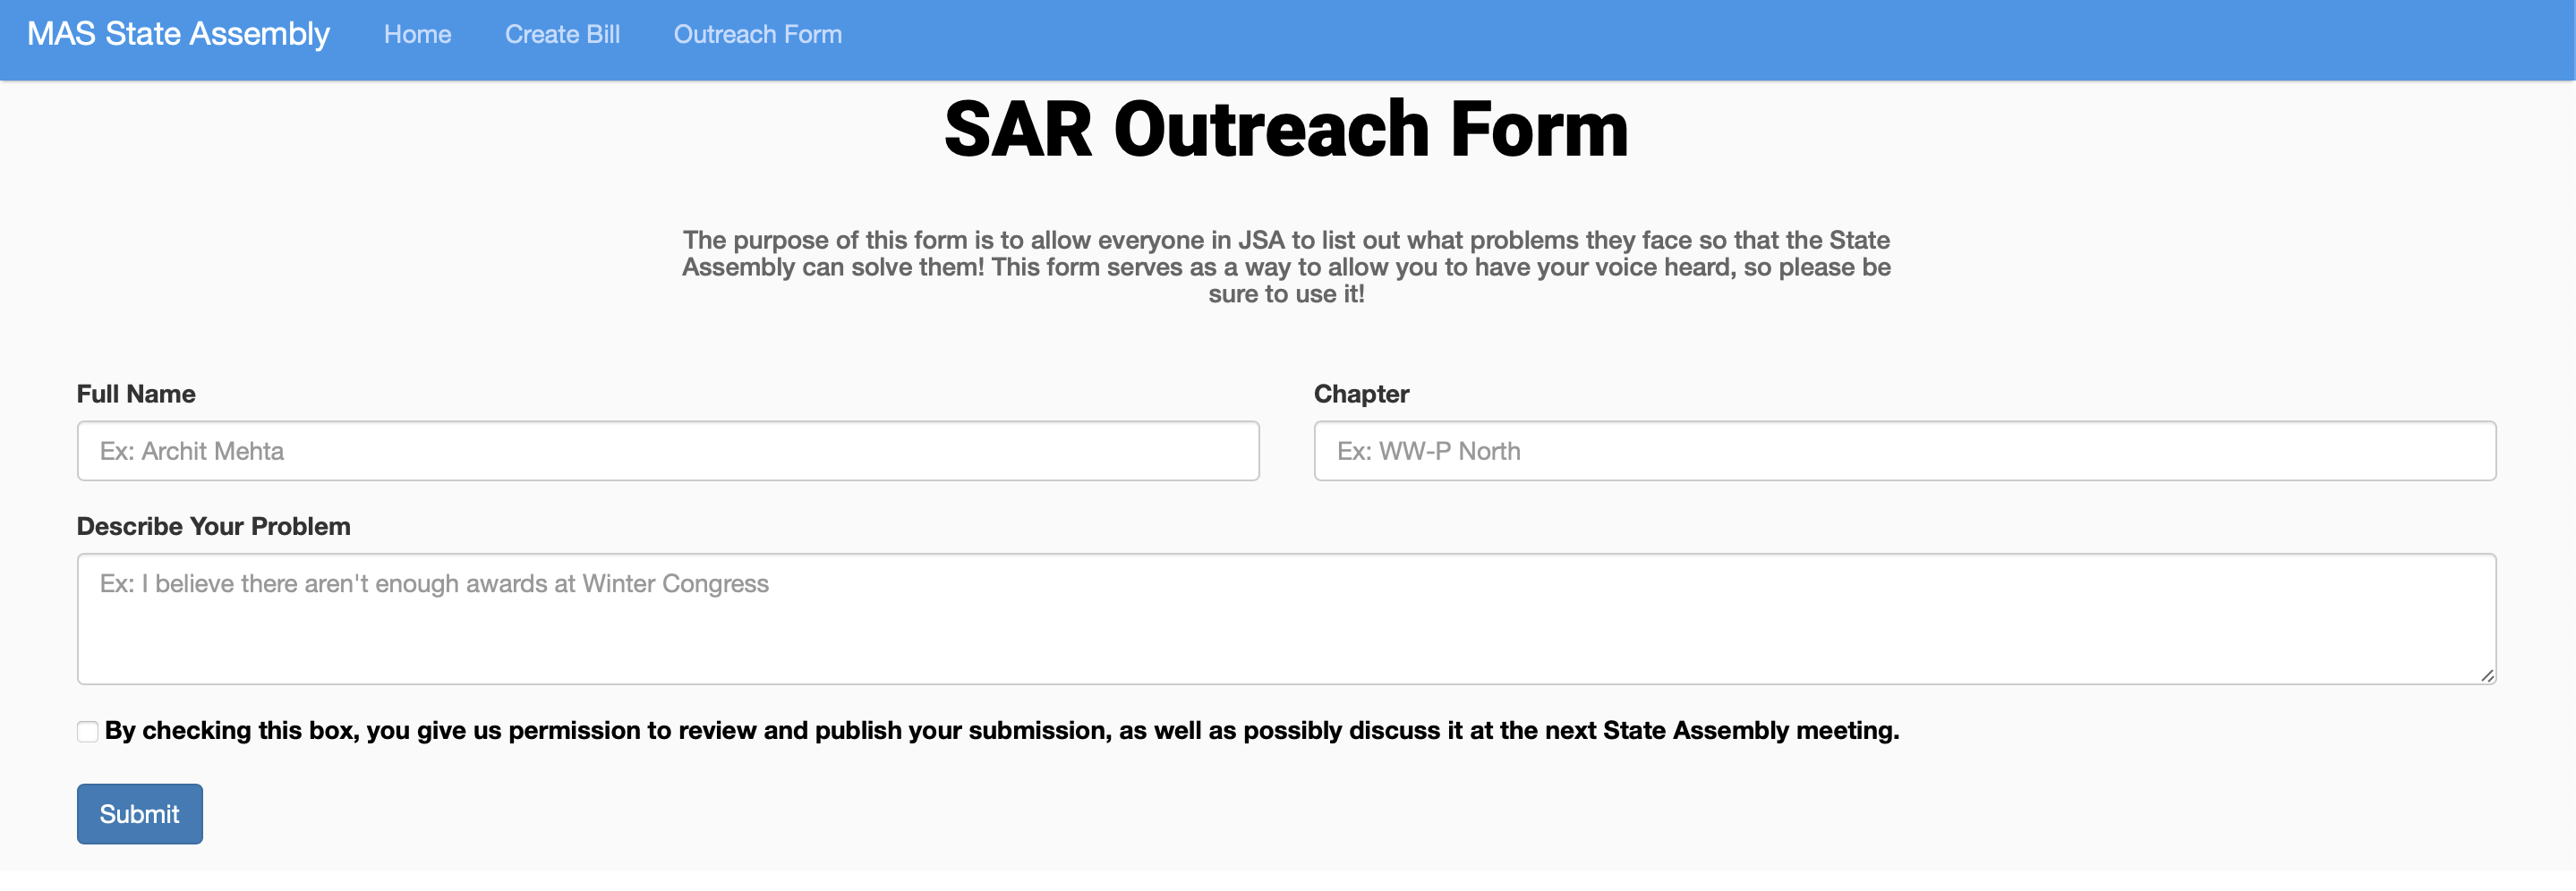 MAS State Assembly Home Create Bill Outreach Form
SAR Outreach Form
The purpose of this form is to allow everyone in JSA to list out what problems they face so that the State
Assembly can solve them! This form serves as a way to allow you to have your voice heard, so please be
sure to use it!
Full Name Chapter
Ex: Archit Mehta Ex: WW-P North
Describe Your Problem
Ex: I believe there aren't enough awards at Winter Congress
By checking this box, you give us permission to review and publish your submission, as well as possibly discuss it at the next State Assembly meeting.
Submit